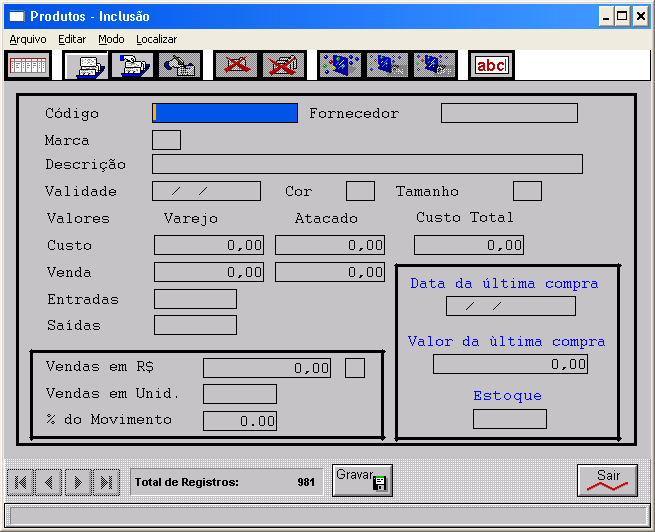 Produtos - Inclusão
Arquivo Editar Modo Localizar
abc
Código Fornecedor
Marca
Descrição
Validade / / Cor Tamanho
Valores Varejo Atacado Custo Total
Custo 0,00 0,00 0,00
Venda 0,00 0,00
Data da última compra
Entradas / /
Saídas
Valor da ùltima compra
Vendas em R$ 0,00 0,00
Vendas em Unid. Estoque
% do Movimento 0.00
Total de Registros: 981 Gravar Sair